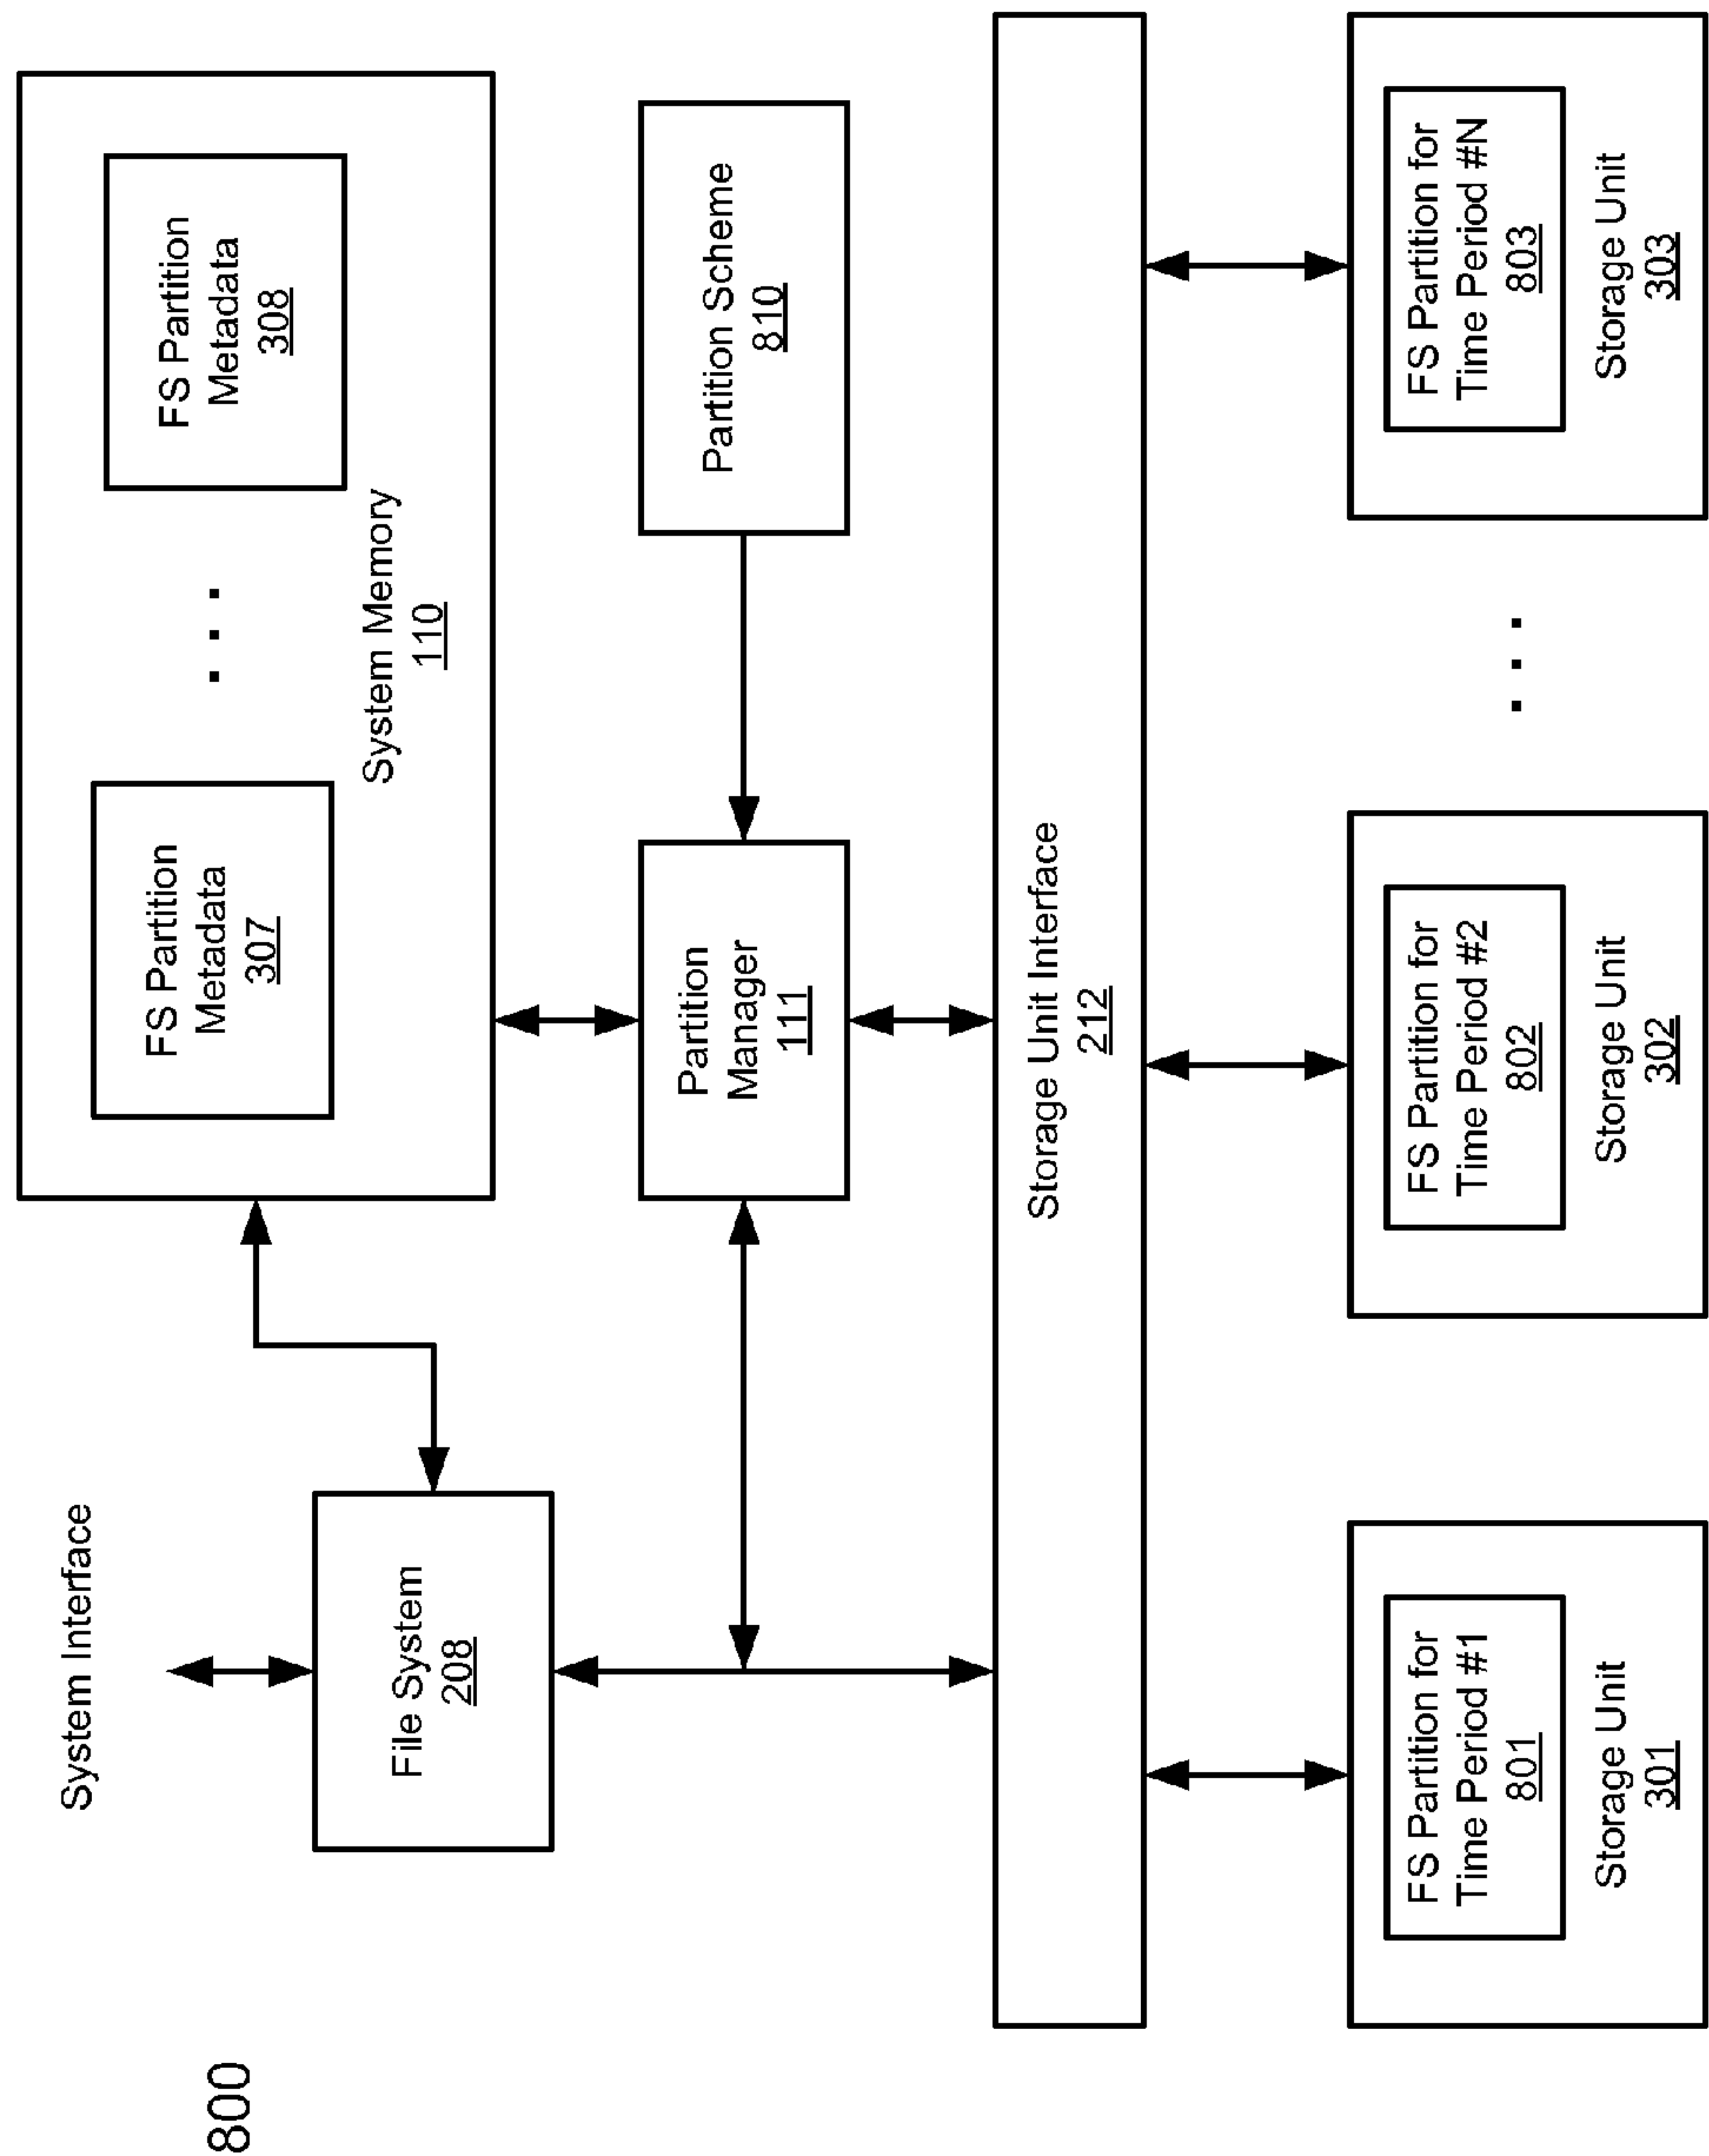 800
System Interface
File System
208
FS Partition
Metadata
307
. . .
FS Partition
Metadata
308
System Memory
110
Partition
Manager
111
Partition Scheme
810
Storage Unit Interface
212
FS Partition for
Time Period #1
801
Storage Unit
301
FS Partition for
Time Period #2
802
Storage Unit
302
. . .
FS Partition for
Time Period #N
803
Storage Unit
303